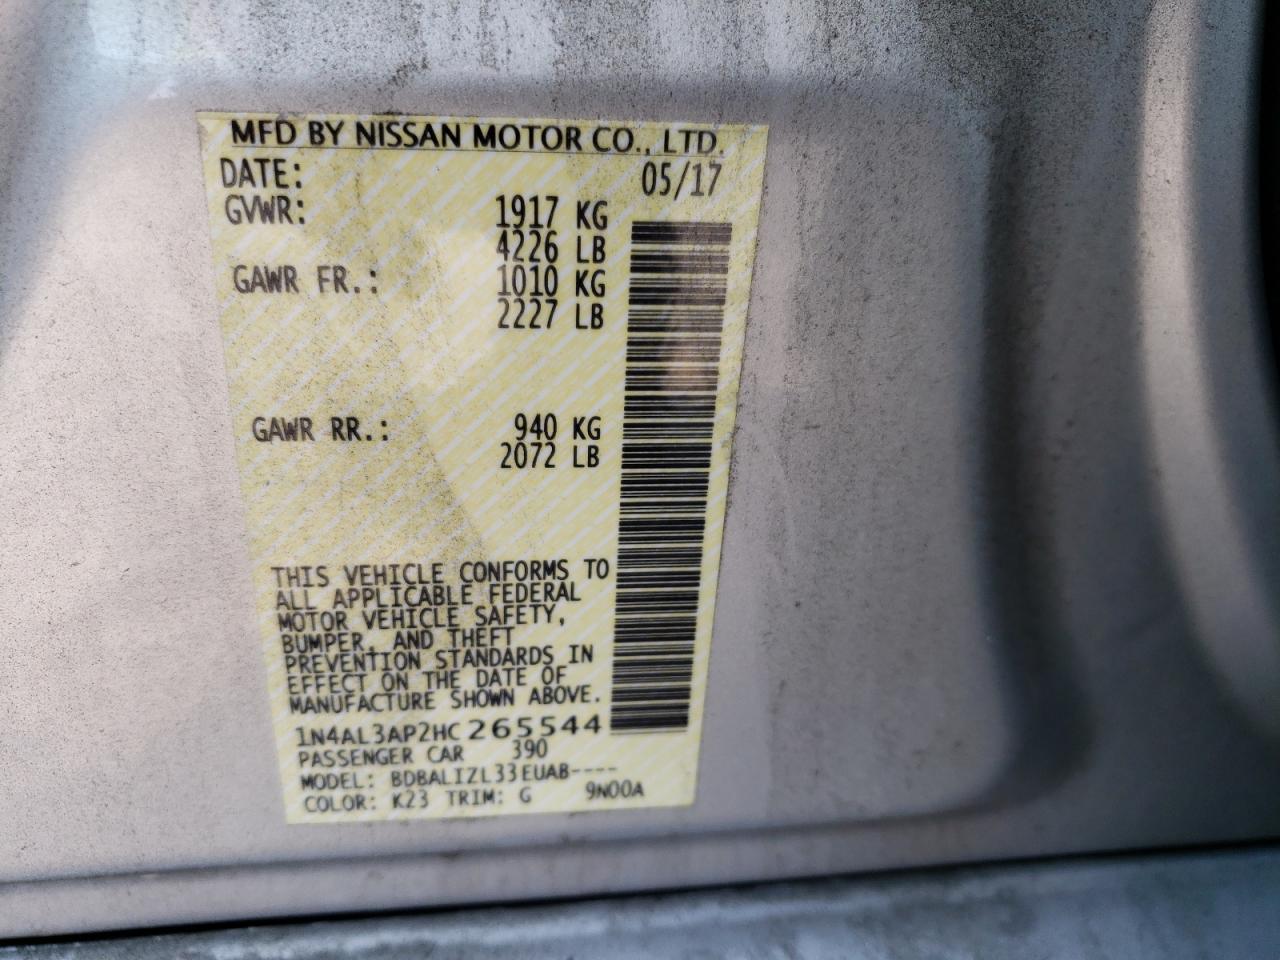 MFD BY NISSAN MOTOR CO., LTD.
DATE: 05/17
GVWR: 1917 KG
4226 LB
GAWR FR.: 1010 KG
2227 LB
GAWR RR.: 940 KG
2072 LB
THIS VEHICLE CONFORMS TO
ALL APPLICABLE FEDERAL
MOTOR VEHICLE SAFETY,
BUMPER, AND THEFT
PREVENTION STANDARDS IN
EFFECT ON THE DATE OF
MANUFACTURE SHOWN ABOVE.
1N4AL3AP2HC265544
PASSENGER CAR 390
MODEL: BDBALIZL33EUAB----
COLOR: K23 TRIM: G 9N00A